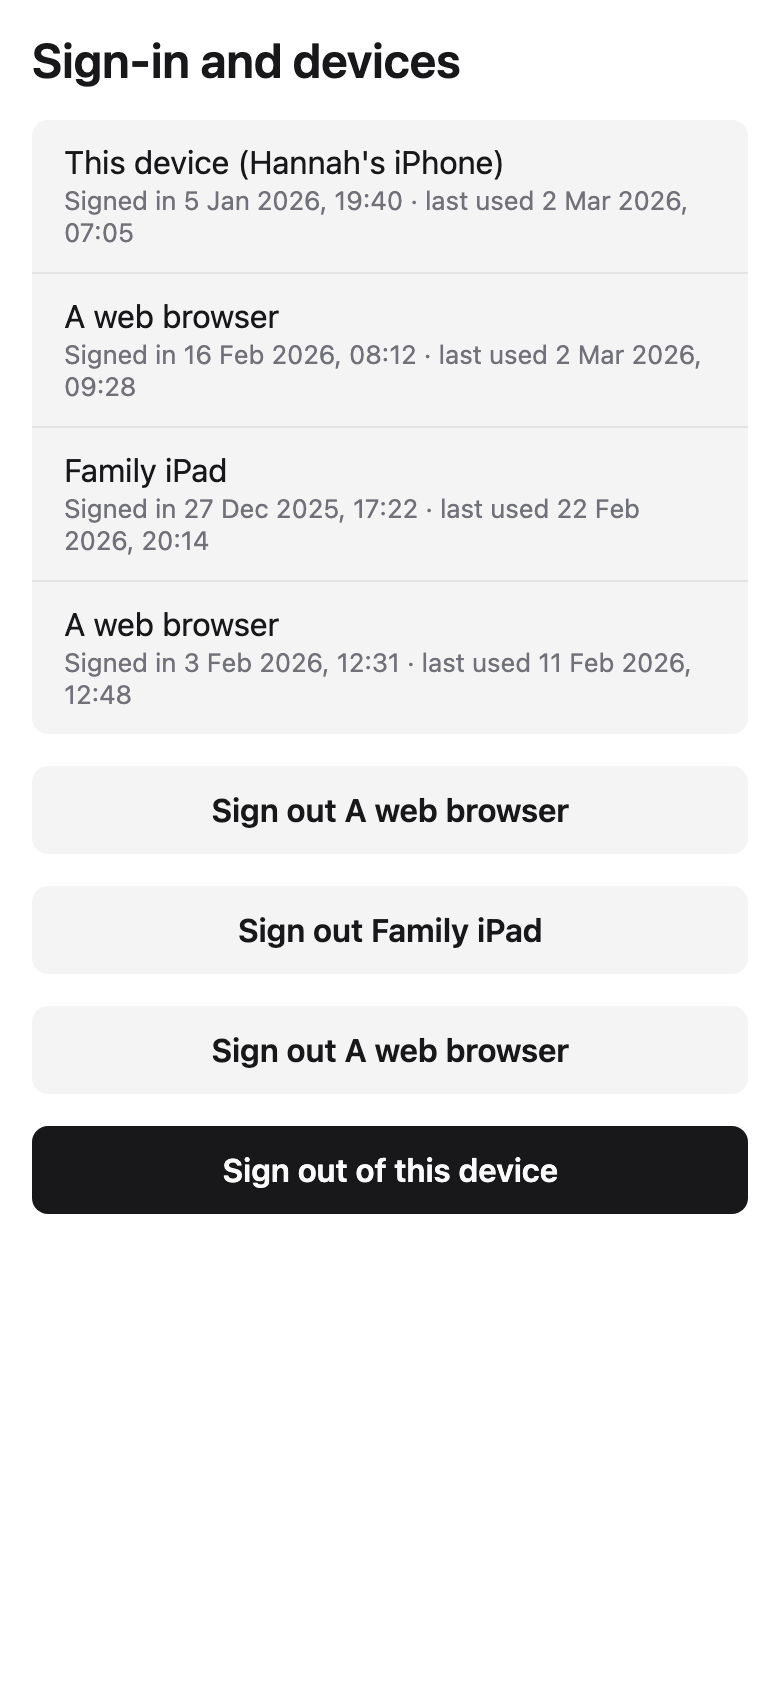 Sign-in and devices
This device (Hannah's iPhone)
Signed in 5 Jan 2026, 19:40 · last used 2 Mar 2026,
07:05
A web browser
Signed in 16 Feb 2026, 08:12 · last used 2 Mar 2026,
09:28
Family iPad
Signed in 27 Dec 2025, 17:22 · last used 22 Feb
2026, 20:14
A web browser
Signed in 3 Feb 2026, 12:31 · last used 11 Feb 2026,
12:48
Sign out A web browser
Sign out Family iPad
Sign out A web browser
Sign out of this device